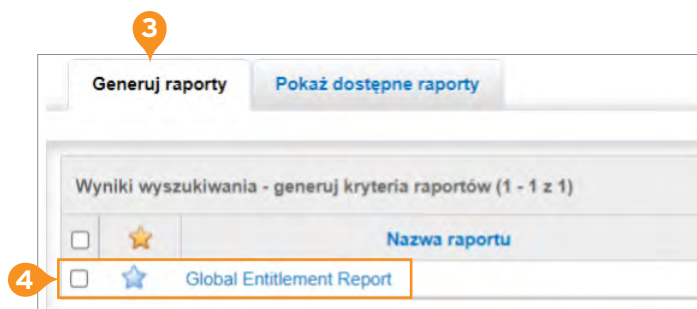 3
Generuj raporty Pokaż dostępne raporty
Wyniki wyszukiwania - generuj kryteria raportów (1 - 1 z 1)
Nazwa raportu
4 Global Entitlement Report